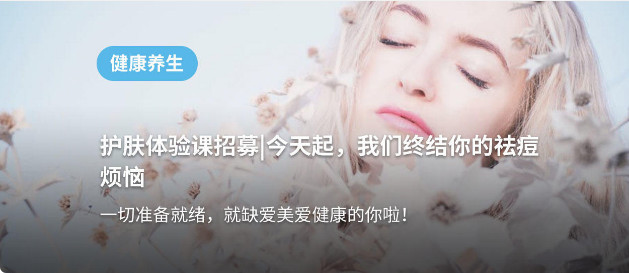 健康养生
护肤体验课招募|今天起，我们终结你的祛痘
烦恼
一切准备就绪，就缺爱美爱健康的你啦！